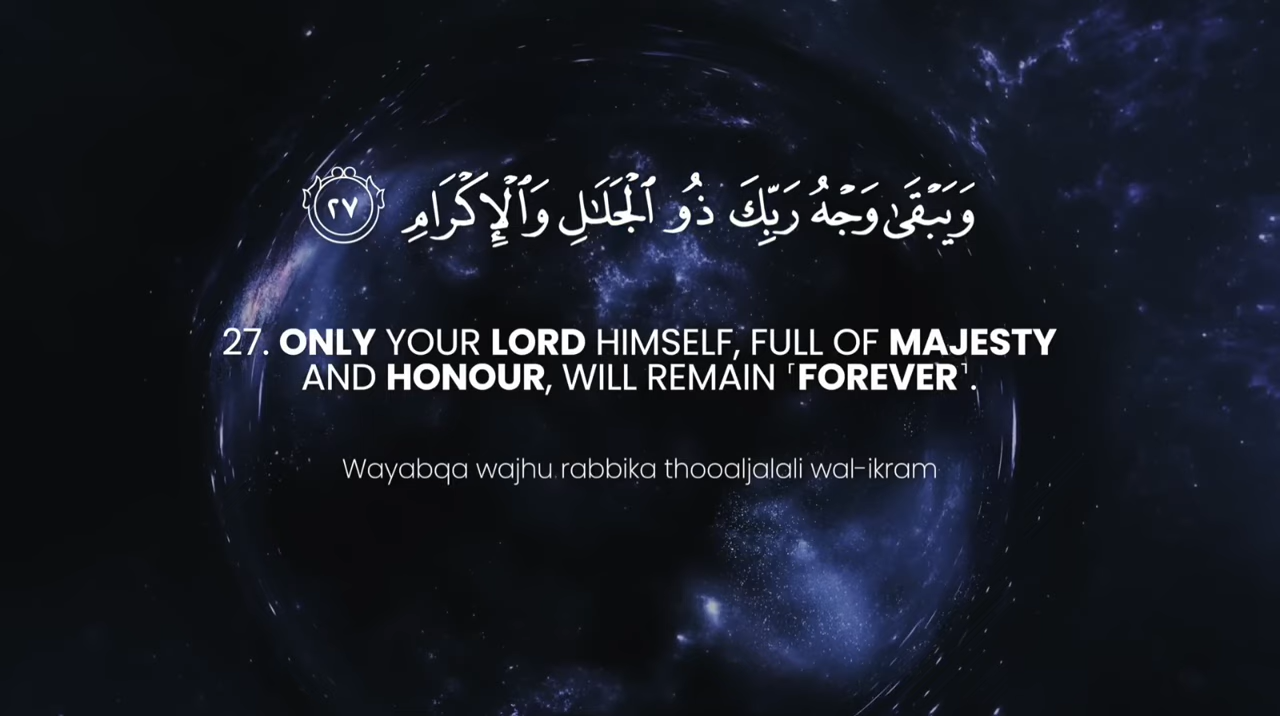 وَيَبْقَىٰ وَجْهُ رَبِّكَ ذُو ٱلْجَلَـٰلِ وَٱلْإِكْرَامِ ٢٧
27. ONLY YOUR LORD HIMSELF, FULL OF MAJESTY
AND HONOUR, WILL REMAIN ˹FOREVER˺.
Wayabqa wajhu rabbika thooaljalali wal-ikram